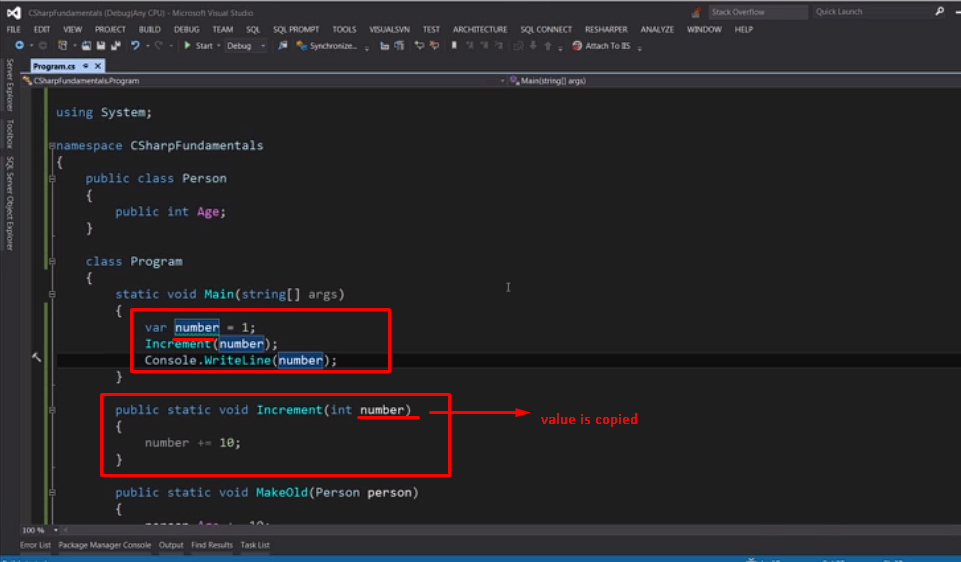 CSharpFundamentals (Debug|Any CPU) - Microsoft Visual Studio
Stack Overflow
Quick Launch
FILE EDIT VIEW PROJECT BUILD DEBUG TEAM SQL SQL PROMPT TOOLS VISUALSVN TEST ARCHITECTURE SQL CONNECT RESHARPER ANALYZE WINDOW HELP
Start Debug Synchronize... Attach To IIS
Program.cs
CSharpFundamentals.Program
Main(string[] args)
Server Explorer
Toolbox
SQL Server Object Explorer
using System;
namespace CSharpFundamentals
{
public class Person
{
public int Age;
}
class Program
{
static void Main(string[] args)
{
var number = 1;
Increment(number);
Console.WriteLine(number);
}
public static void Increment(int number)
value is copied
{
number += 10;
}
public static void MakeOld(Person person)
{
person.Age += 10;
100 %
Error List Package Manager Console Output Find Results Task List